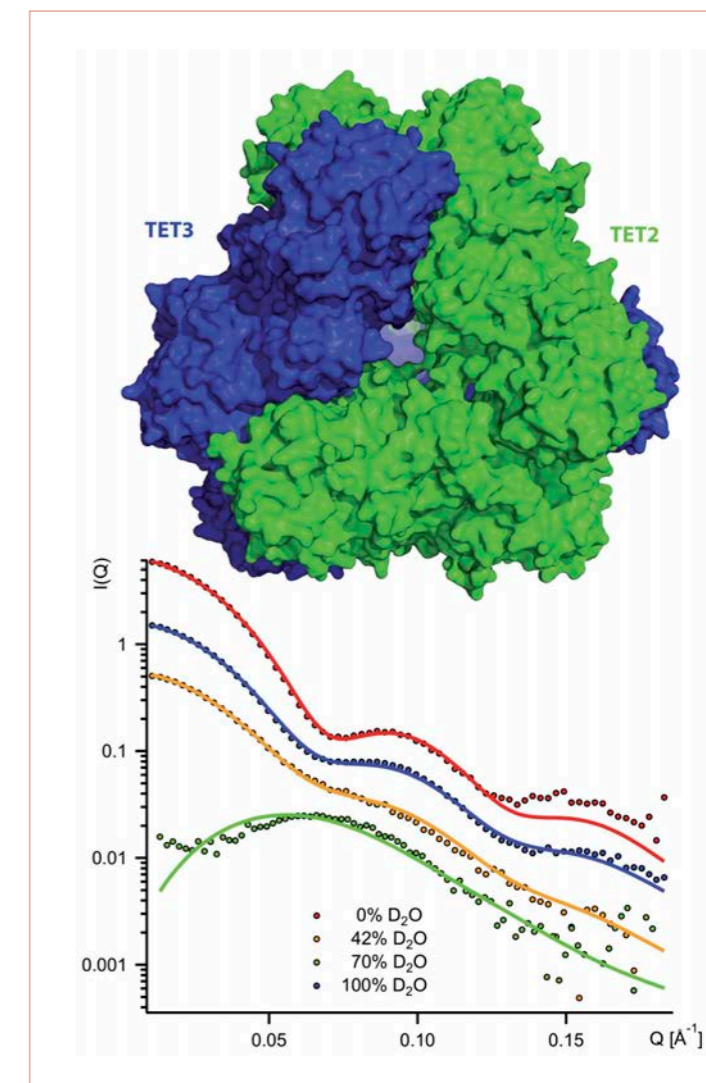 TET3
TET2
I(Q)
1
0.1
0.01
0.001
0% D₂O
42% D₂O
70% D₂O
100% D₂O
0.05
0.10
0.15
Q [Å⁻¹]